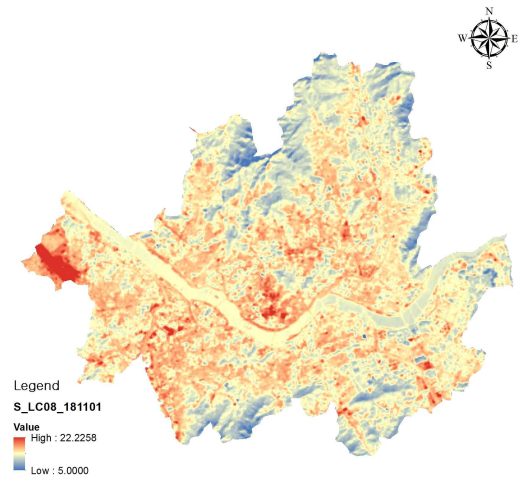 N
W E
S
Legend
S_LC08_181101
Value
High : 22.2258
Low : 5.0000